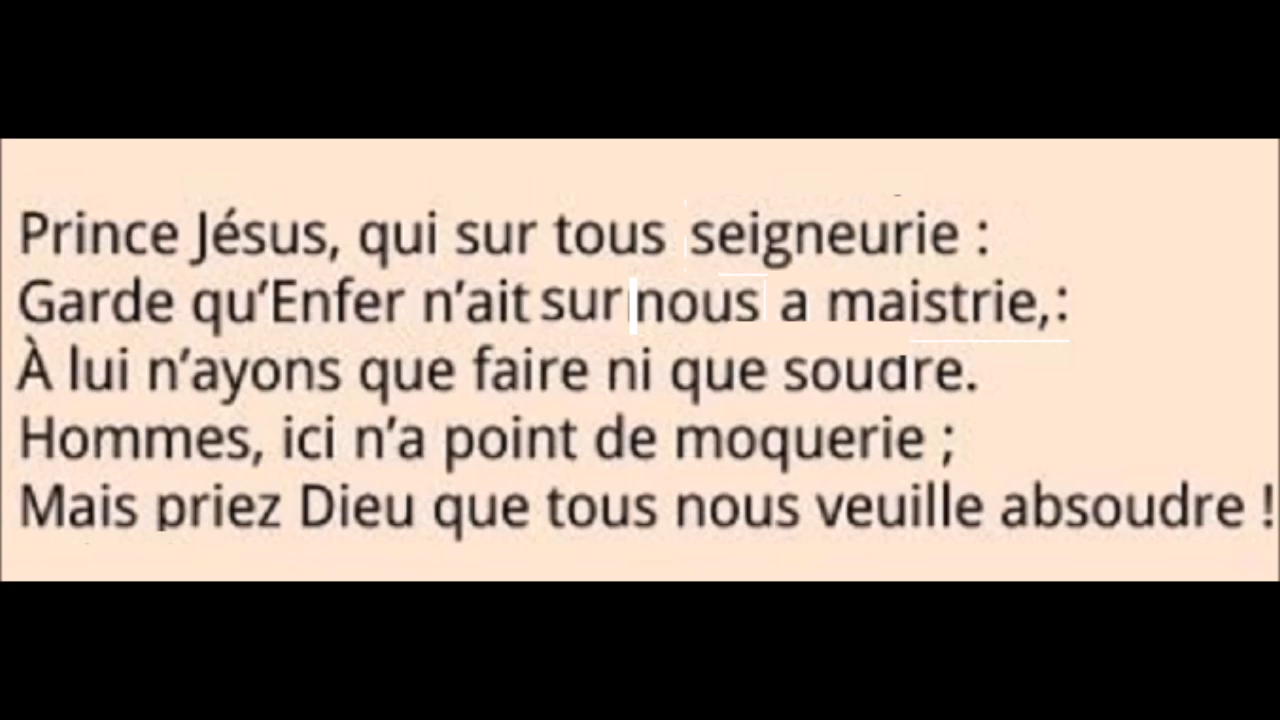 Prince Jésus, qui sur tous seigneurie :
Garde qu’Enfer n’ait sur nous a maistrie,:
À lui n’ayons que faire ni que soudre.
Hommes, ici n’a point de moquerie ;
Mais priez Dieu que tous nous veuille absoudre !